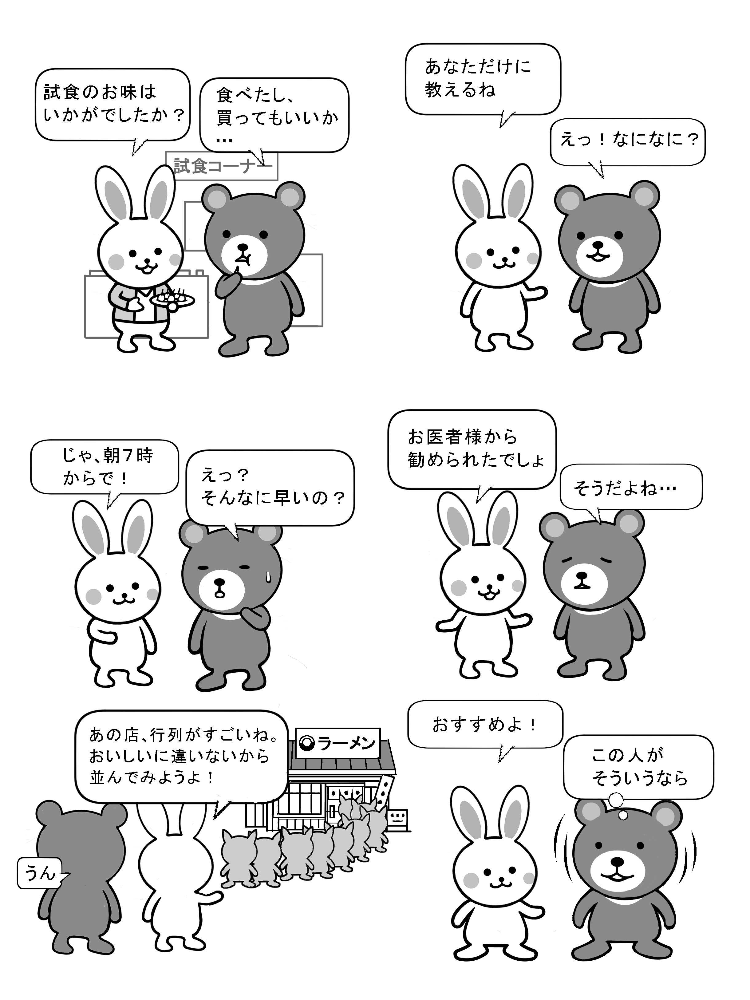 試食のお味は
いかがでしたか？
食べたし、
買ってもいいか
…
試食コーナー
あなただけに
教えるね
えっ！なになに？
じゃ、朝７時
からで！
えっ？
そんなに早いの？
お医者様から
勧められたでしょ
そうだよね…
あの店、行列がすごいね。
おいしいに違いないから
並んでみようよ！
うん
ラーメン
おすすめよ！
この人が
そういうなら